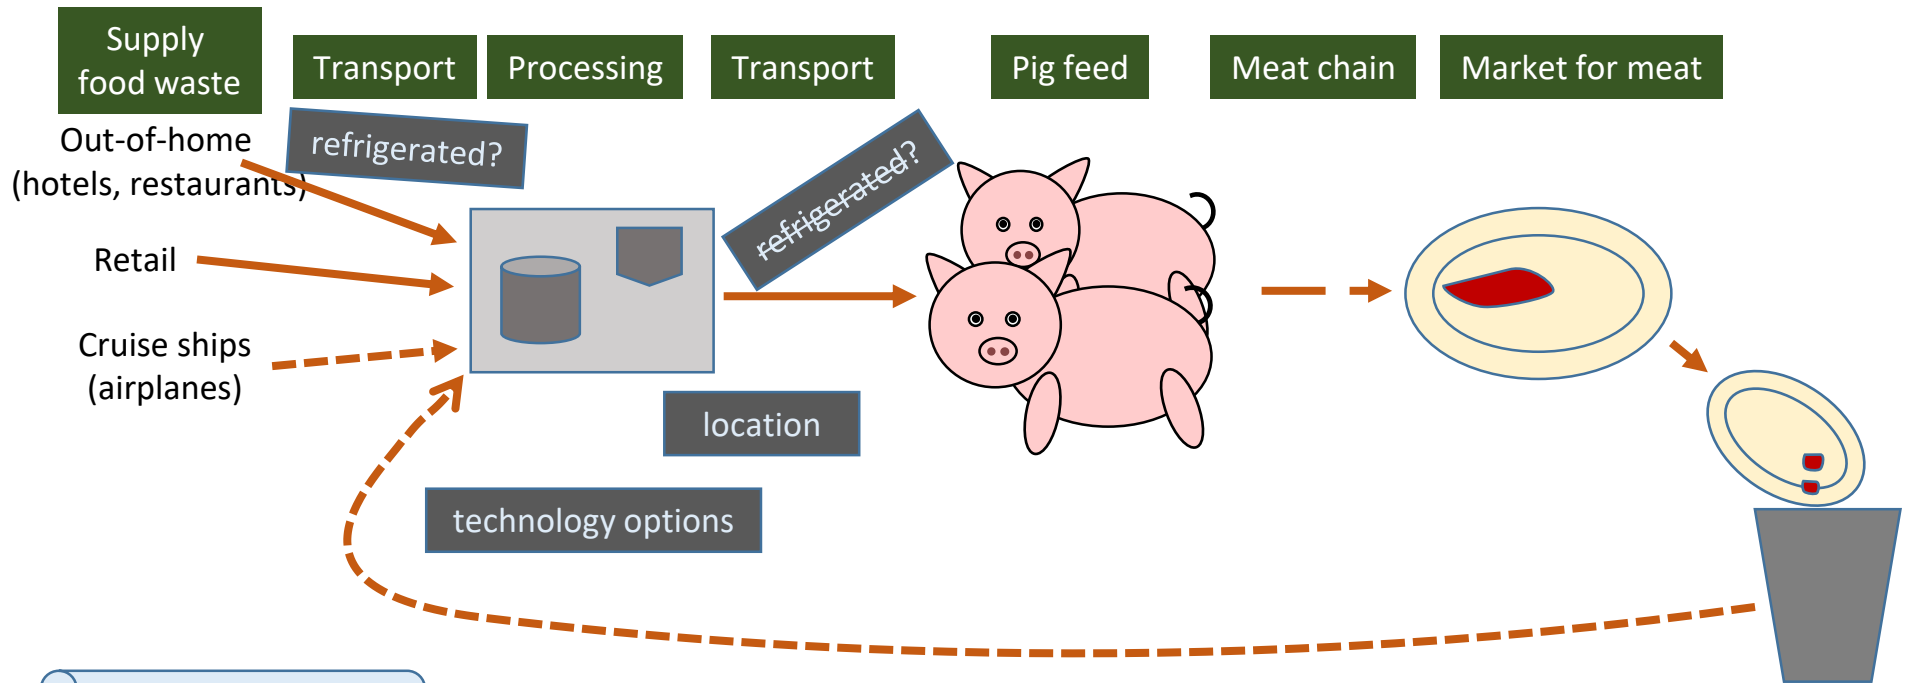 Supply
food waste
Transport
Processing
Transport
Pig feed
Meat chain
Market for meat
Out-of-home
(hotels, restaurants)
refrigerated?
refrigerated?
Retail
Cruise ships
(airplanes)
location
technology options